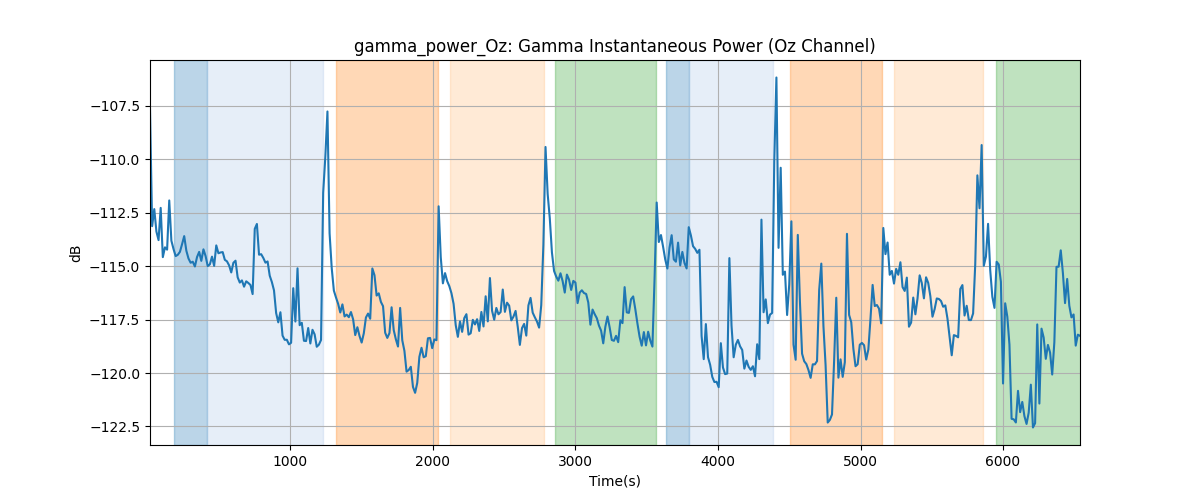 gamma_power_Oz: Gamma Instantaneous Power (Oz Channel)
−107.5
−110.0
−112.5
−115.0
−117.5
−120.0
−122.5
dB
1000 2000 3000 4000 5000 6000
Time(s)